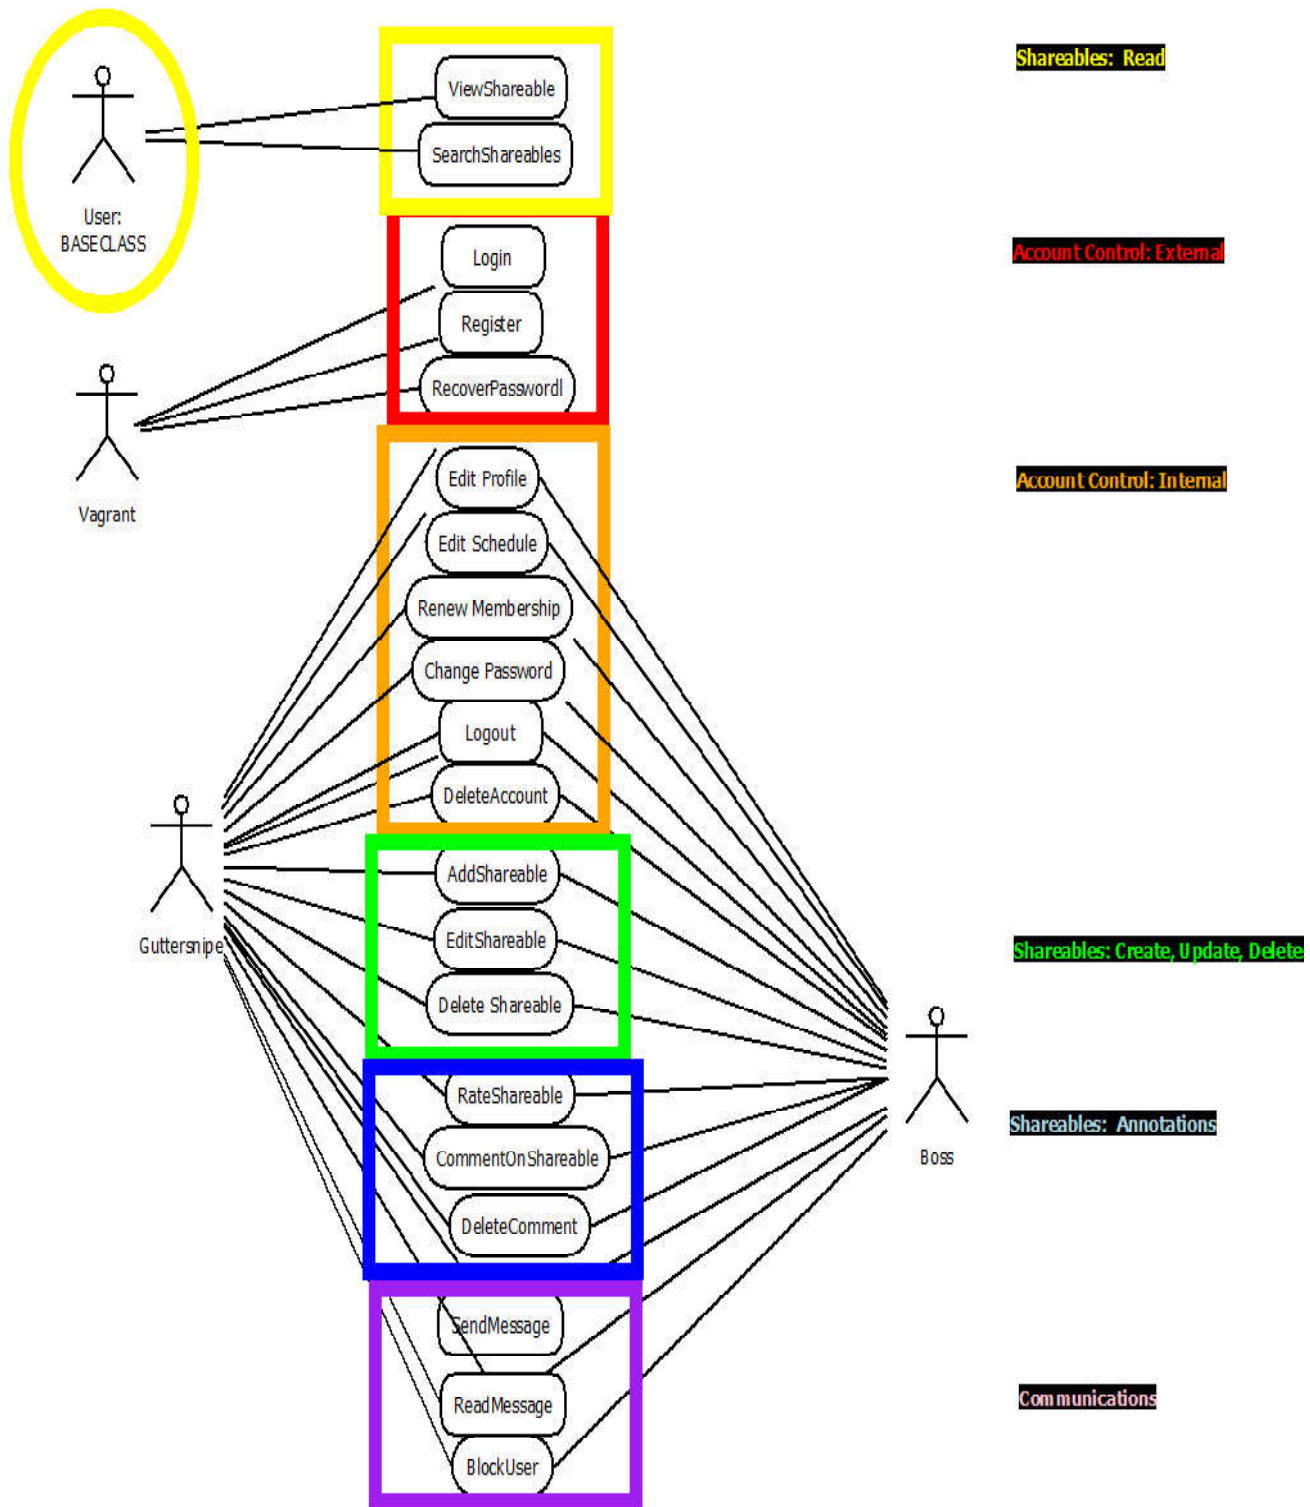 Shareables: Read
ViewShareable
SearchShareables
User:
BASECLASS
Account Control: External
Login
Register
RecoverPasswordl
Vagrant
Account Control: Internal
Edit Profile
Edit Schedule
Renew Membership
Change Password
Logout
DeleteAccount
Guttersnipe
AddShareable
EditShareable
Shareables: Create, Update, Delete
Delete Shareable
RateShareable
Shareables: Annotations
CommentOnShareable
Boss
DeleteComment
SendMessage
Communications
ReadMessage
BlockUser